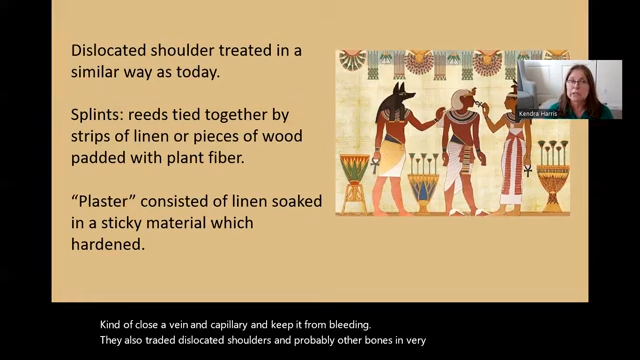 Dislocated shoulder treated in a
similar way as today.
Splints: reeds tied together by
strips of linen or pieces of wood
padded with plant fiber.
“Plaster” consisted of linen soaked
in a sticky material which
hardened.
Kendra Harris
Kind of close a vein and capillary and keep it from bleeding.
They also traded dislocated shoulders and probably other bones in very